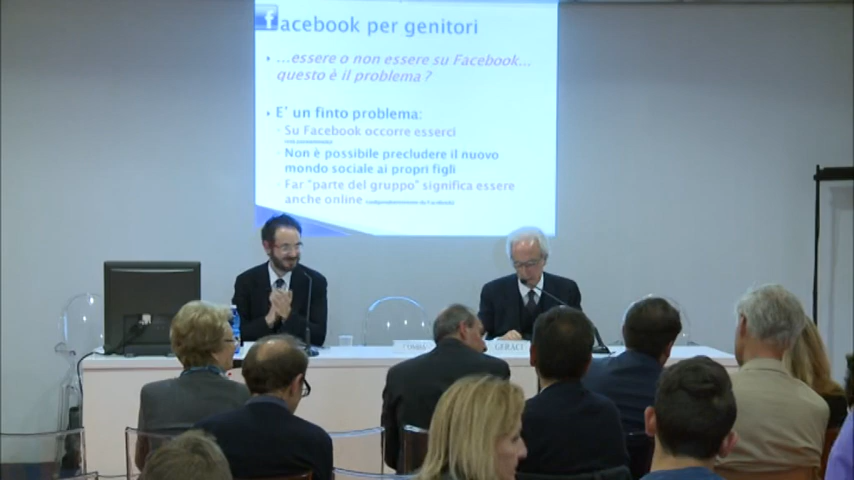 facebook per genitori
…essere o non essere su Facebook…
questo è il problema ?
E' un finto problema:
Su Facebook occorre esserci
Non è possibile precludere il nuovo
mondo sociale ai propri figli
Far "parte del gruppo" significa essere
anche online
GERACI